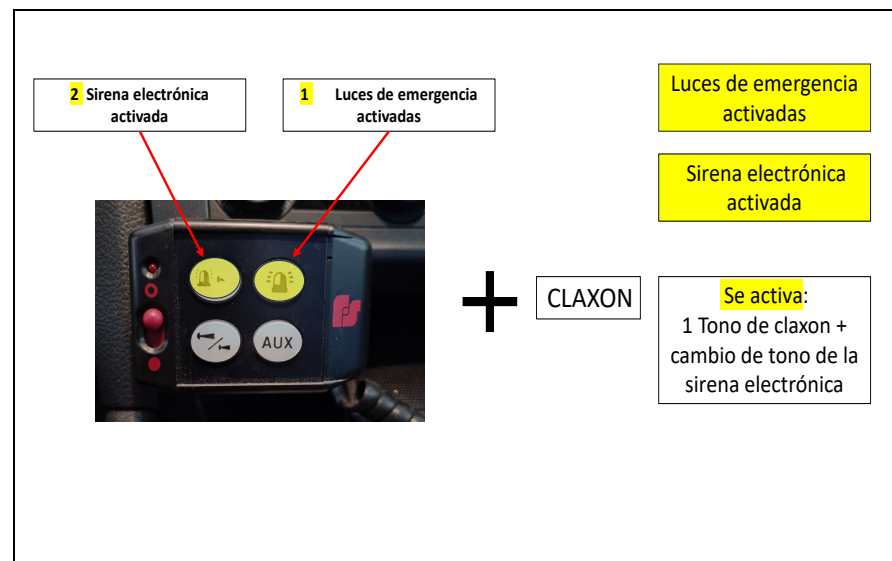 2 Sirena electrónica
activada
1 Luces de emergencia
activadas
Luces de emergencia
activadas
Sirena electrónica
activada
AUX
CLAXON
Se activa:
1 Tono de claxon +
cambio de tono de la
sirena electrónica